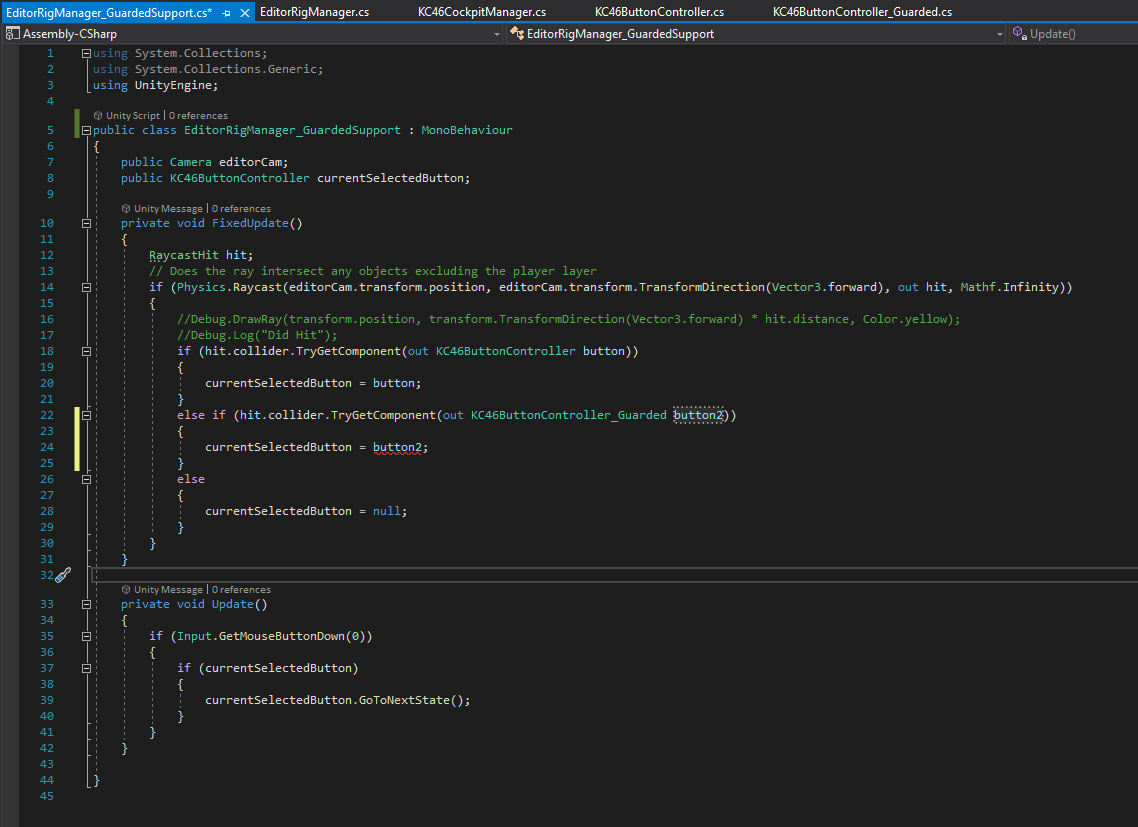 EditorRigManager_GuardedSupport.cs* EditorRigManager.cs KC46CockpitManager.cs KC46ButtonController.cs KC46ButtonController_Guarded.cs
Assembly-CSharp EditorRigManager_GuardedSupport Update()
1 using System.Collections;
2 using System.Collections.Generic;
3 using UnityEngine;
4
Unity Script | 0 references
5 public class EditorRigManager_GuardedSupport : MonoBehaviour
6 {
7 public Camera editorCam;
8 public KC46ButtonController currentSelectedButton;
9
Unity Message | 0 references
10 private void FixedUpdate()
11 {
12 RaycastHit hit;
13 // Does the ray intersect any objects excluding the player layer
14 if (Physics.Raycast(editorCam.transform.position, editorCam.transform.TransformDirection(Vector3.forward), out hit, Mathf.Infinity))
15 {
16 //Debug.DrawRay(transform.position, transform.TransformDirection(Vector3.forward) * hit.distance, Color.yellow);
17 //Debug.Log("Did Hit");
18 if (hit.collider.TryGetComponent(out KC46ButtonController button))
19 {
20 currentSelectedButton = button;
21 }
22 else if (hit.collider.TryGetComponent(out KC46ButtonController_Guarded button2))
23 {
24 currentSelectedButton = button2;
25 }
26 else
27 {
28 currentSelectedButton = null;
29 }
30 }
31 }
32
Unity Message | 0 references
33 private void Update()
34 {
35 if (Input.GetMouseButtonDown(0))
36 {
37 if (currentSelectedButton)
38 {
39 currentSelectedButton.GoToNextState();
40 }
41 }
42 }
43
44 }
45